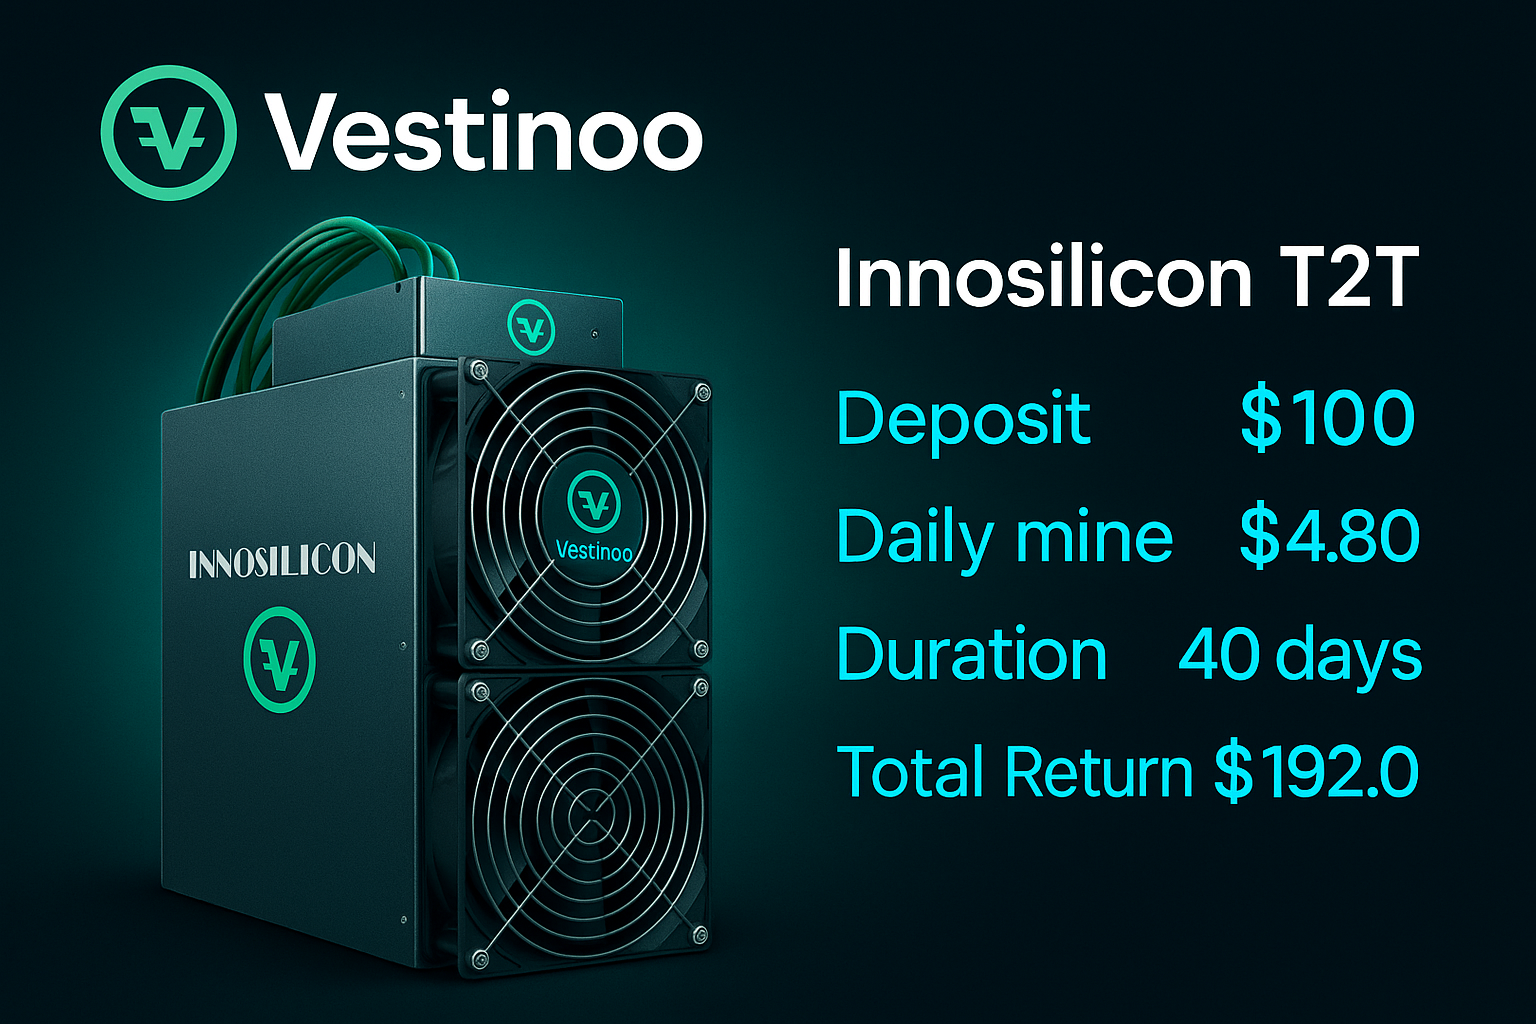 Vestinoo
Innosilicon T2T
Deposit $100
Daily mine $4.80
Duration 40 days
Total Return $192.0
INNOSILICON
Vestinoo